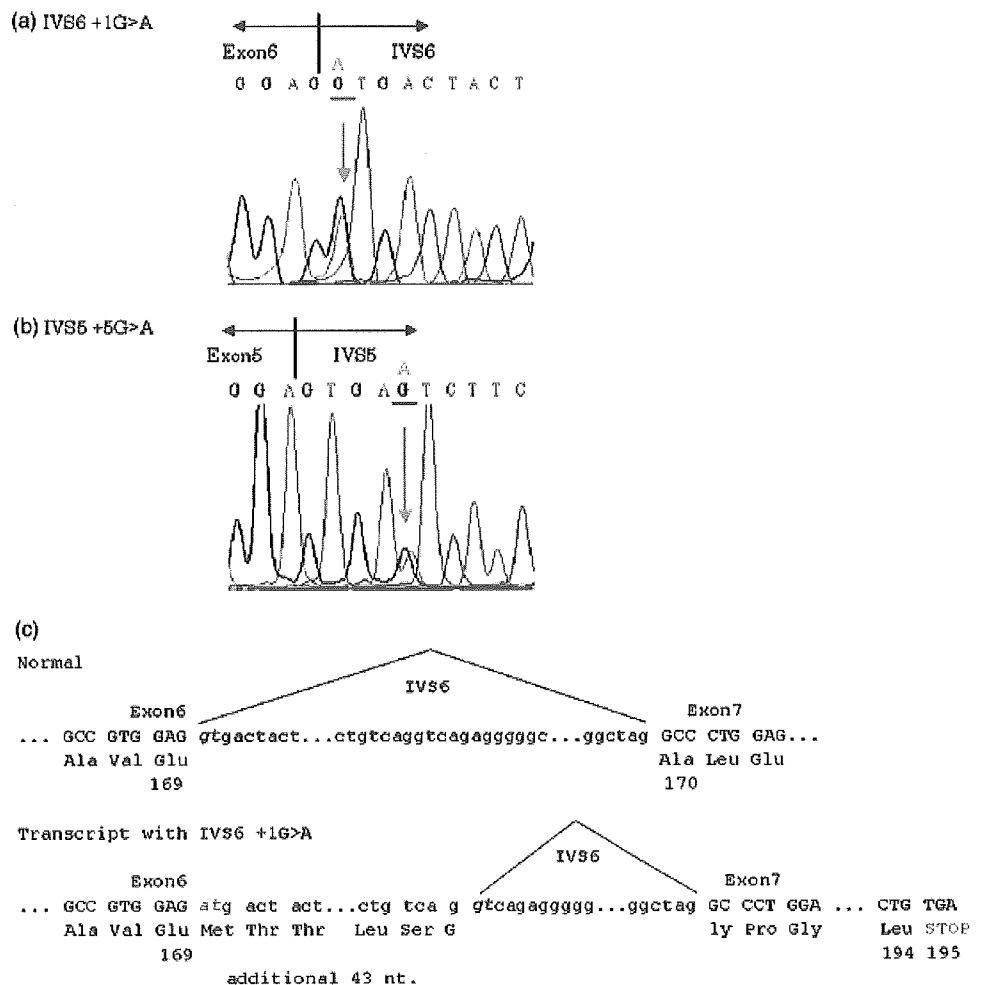 (a) IVS6 +1G>A
Exon6 IVS6
A
G G A G G T G A C T A C T
(b) IVS5 +5G>A
Exon5 IVS5
A
G G A G T G A G T C T T C
(c)
Normal
IVS6
Exon6 Exon7
... GCC GTG GAG gtgactact...ctgtcaggtcagagggggc...ggctag GCC CTG GAG...
Ala Val Glu Ala Leu Glu
169 170
Transcript with IVS6 +1G>A
IVS6
Exon6 Exon7
... GCC GTG GAG atg act act...ctg tca g gtcagaggggg...ggctag GC CCT GGA ... CTG TGA
Ala Val Glu Met Thr Thr Leu Ser G ly Pro Gly Leu STOP
169 194 195
additional 43 nt.